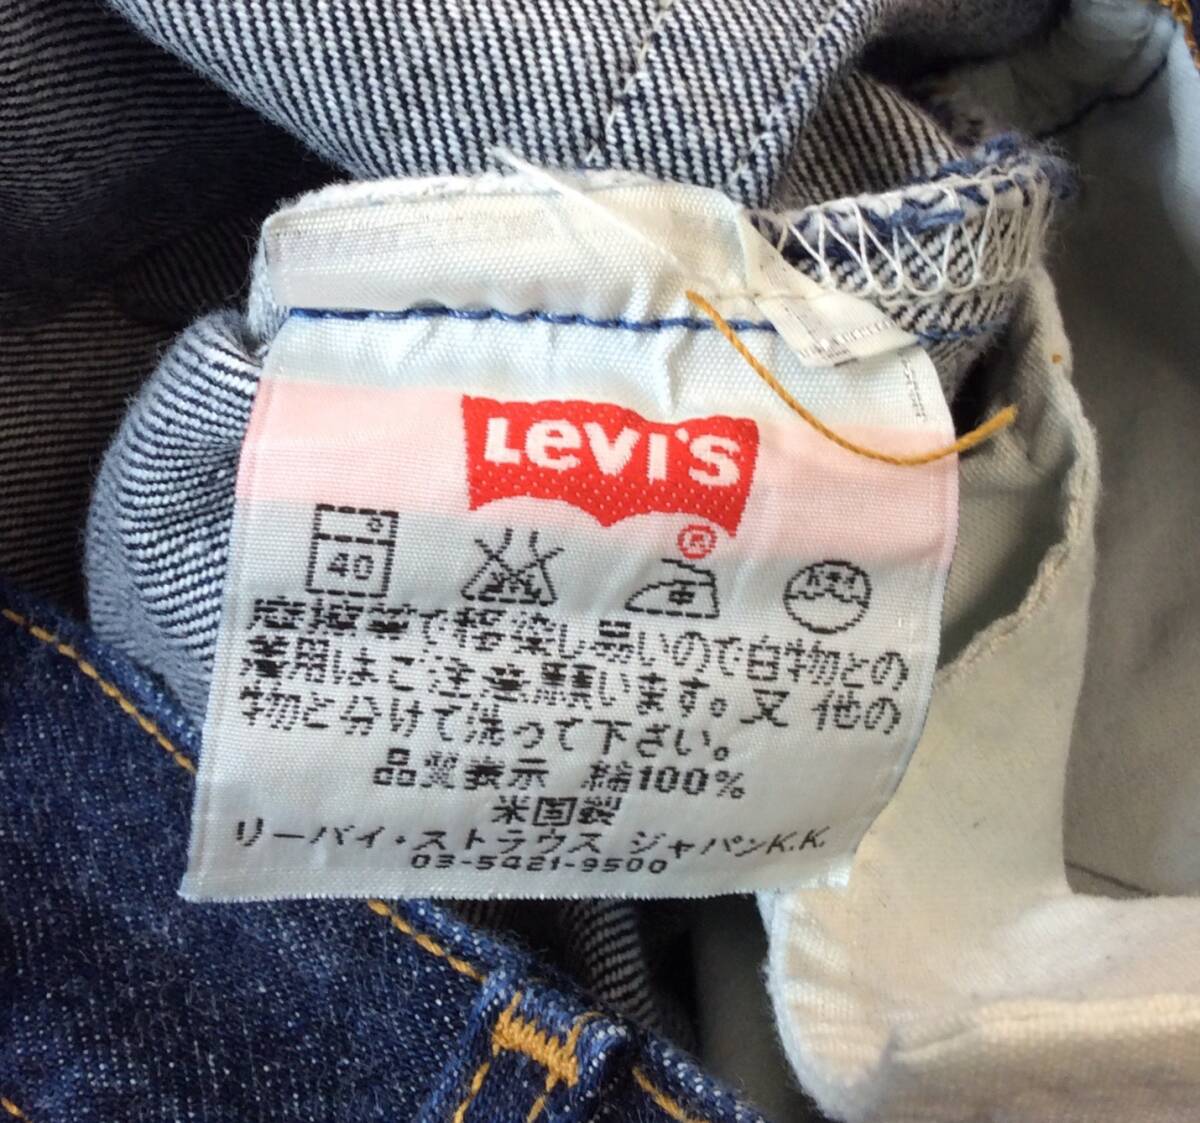 Levi's
®
40
摩擦等で移染し易いので白物との
着用はご注意願います。又 他の
物と分けて洗って下さい。
品質表示 綿100%
米国製
リーバイ・ストラウス ジャパンK.K.
03-5421-9500